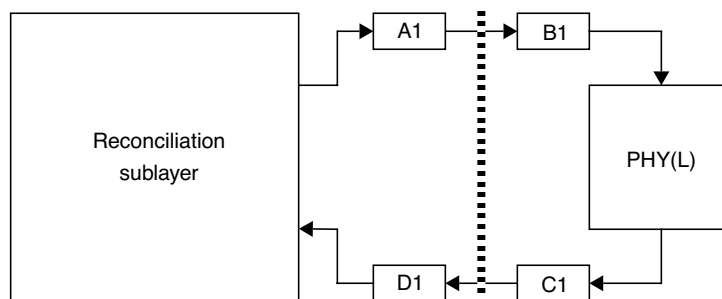 A1
B1
Reconciliation
sublayer
PHY(L)
D1
C1